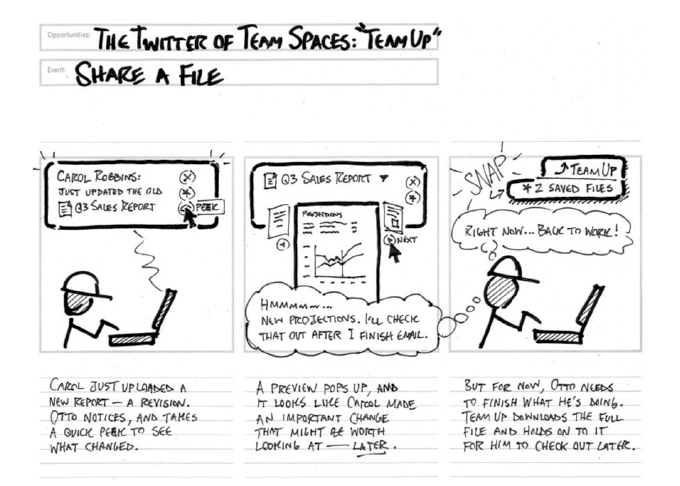 Opportunities: THE TWITTER OF TEAM SPACES: "TEAM UP"
Event: SHARE A FILE
CAROL ROBBINS:
JUST UPDATED THE OLD
Q3 SALES REPORT
PEEK
Q3 SALES REPORT
PROJECTIONS
NEXT
HMMMMM...
NEW PROJECTIONS. I'LL CHECK
THAT OUT AFTER I FINISH EMAIL.
SNAP
TEAM UP
* 2 SAVED FILES
RIGHT NOW... BACK TO WORK!
CAROL JUST UPLOADED A
NEW REPORT — A REVISION.
OTTO NOTICES, AND TAKES
A QUICK PEEK TO SEE
WHAT CHANGED.
A PREVIEW POPS UP, AND
IT LOOKS LIKE CAROL MADE
AN IMPORTANT CHANGE
THAT MIGHT BE WORTH
LOOKING AT — LATER.
BUT FOR NOW, OTTO NEEDS
TO FINISH WHAT HE'S DOING.
TEAM UP DOWNLOADS THE FULL
FILE AND HOLDS ON TO IT
FOR HIM TO CHECK OUT LATER.